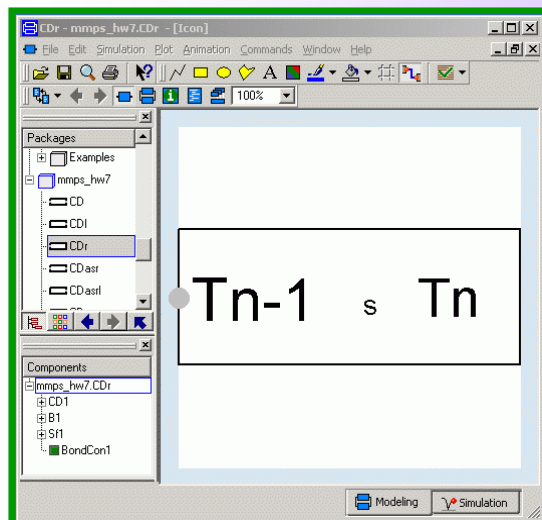 CDr - mmps_hw7.CDr - [Icon]
File Edit Simulation Plot Animation Commands Window Help
100%
Packages
Examples
mmps_hw7
CD
CDl
CDr
CDasr
CDasrl
Tn-1 s Tn
Components
mmps_hw7.CDr
CD1
B1
Sf1
BondCon1
Modeling Simulation